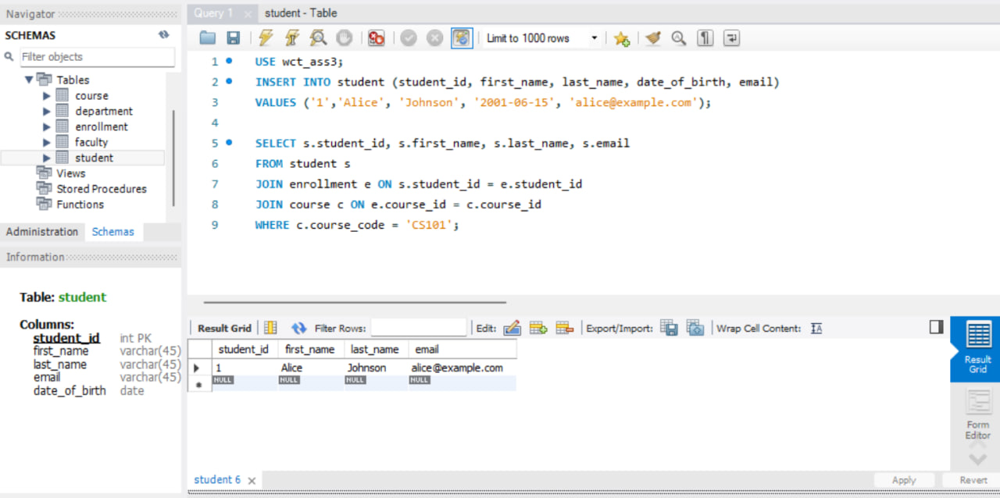 Navigator
SCHEMAS
Filter objects
Tables
course
department
enrollment
faculty
student
Views
Stored Procedures
Functions
Administration Schemas
Information
Table: student
Columns:
student_id int PK
first_name varchar(45)
last_name varchar(45)
email varchar(45)
date_of_birth date
Query 1 student - Table
Limit to 1000 rows
1 USE wct_ass3;
2 INSERT INTO student (student_id, first_name, last_name, date_of_birth, email)
3 VALUES ('1','Alice', 'Johnson', '2001-06-15', 'alice@example.com');
4
5 SELECT s.student_id, s.first_name, s.last_name, s.email
6 FROM student s
7 JOIN enrollment e ON s.student_id = e.student_id
8 JOIN course c ON e.course_id = c.course_id
9 WHERE c.course_code = 'CS101';
Result Grid Filter Rows: Edit: Export/Import: Wrap Cell Content:
student_id first_name last_name email
1 Alice Johnson alice@example.com
NULL NULL NULL NULL
Result
Grid
Form
Editor
student 6
Apply Revert